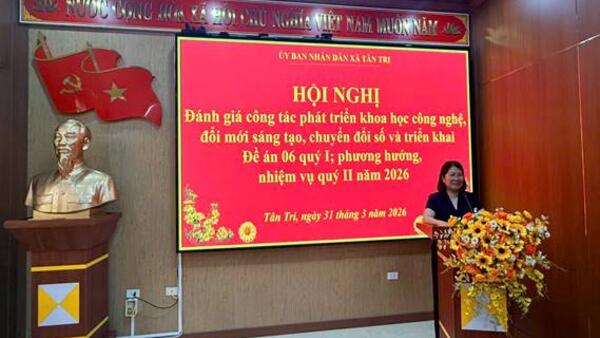 NƯỚC CỘNG HÒA XÃ HỘI CHỦ NGHĨA VIỆT NAM MUÔN NĂM
ỦY BAN NHÂN DÂN XÃ TÂN TRI
HỘI NGHỊ
Đánh giá công tác phát triển khoa học công nghệ,
đổi mới sáng tạo, chuyển đổi số và triển khai
Đề án 06 quý I; phương hướng,
nhiệm vụ quý II năm 2026
Tân Tri, ngày 31 tháng 3 năm 2026